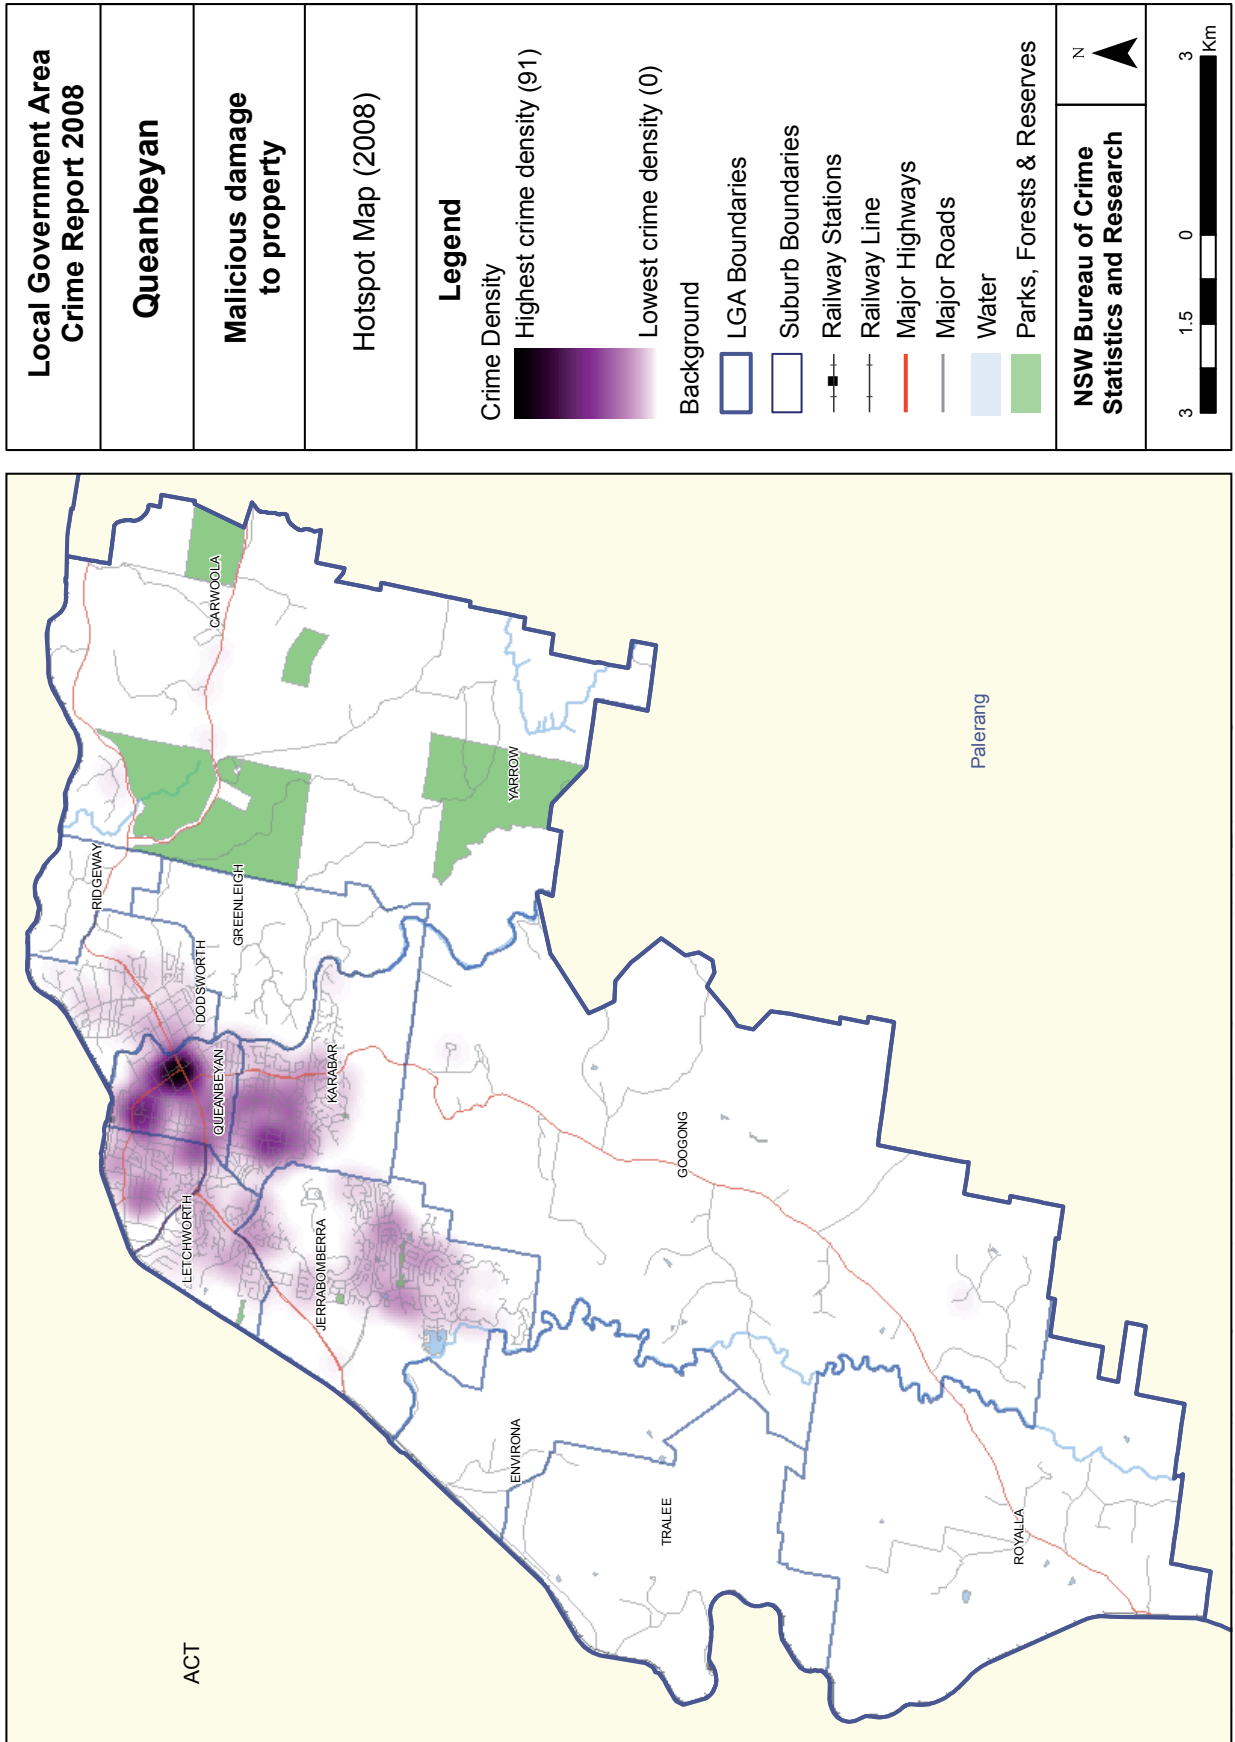 Local Government Area
Crime Report 2008
Queanbeyan
Malicious damage
to property
Hotspot Map (2008)
Legend
Crime Density
Highest crime density (91)
Lowest crime density (0)
Background
LGA Boundaries
Suburb Boundaries
Railway Stations
Railway Line
Major Highways
Major Roads
Water
Parks, Forests & Reserves
NSW Bureau of Crime
Statistics and Research
N
3
1.5
0
3
Km
ACT
Palerang
CARWOOLA
RIDGEWAY
GREENLEIGH
DODSWORTH
YARROW
QUEANBEYAN
KARABAR
LETCHWORTH
JERRABOMBERRA
GOOGONG
ENVIRONA
TRALEE
ROYALLA